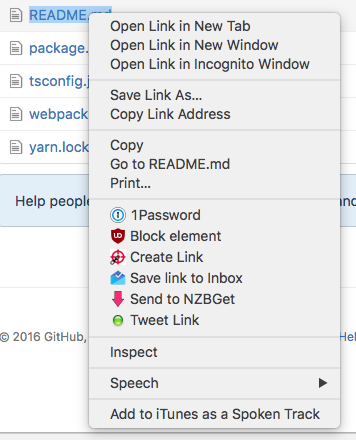 README.md
package.
tsconfig.j
webpack
yarn.lock
Help people
and
© 2016 GitHub,
Hel
Open Link in New Tab
Open Link in New Window
Open Link in Incognito Window
Save Link As...
Copy Link Address
Copy
Go to README.md
Print...
1Password
Block element
Create Link
Save link to Inbox
Send to NZBGet
Tweet Link
Inspect
Speech
Add to iTunes as a Spoken Track